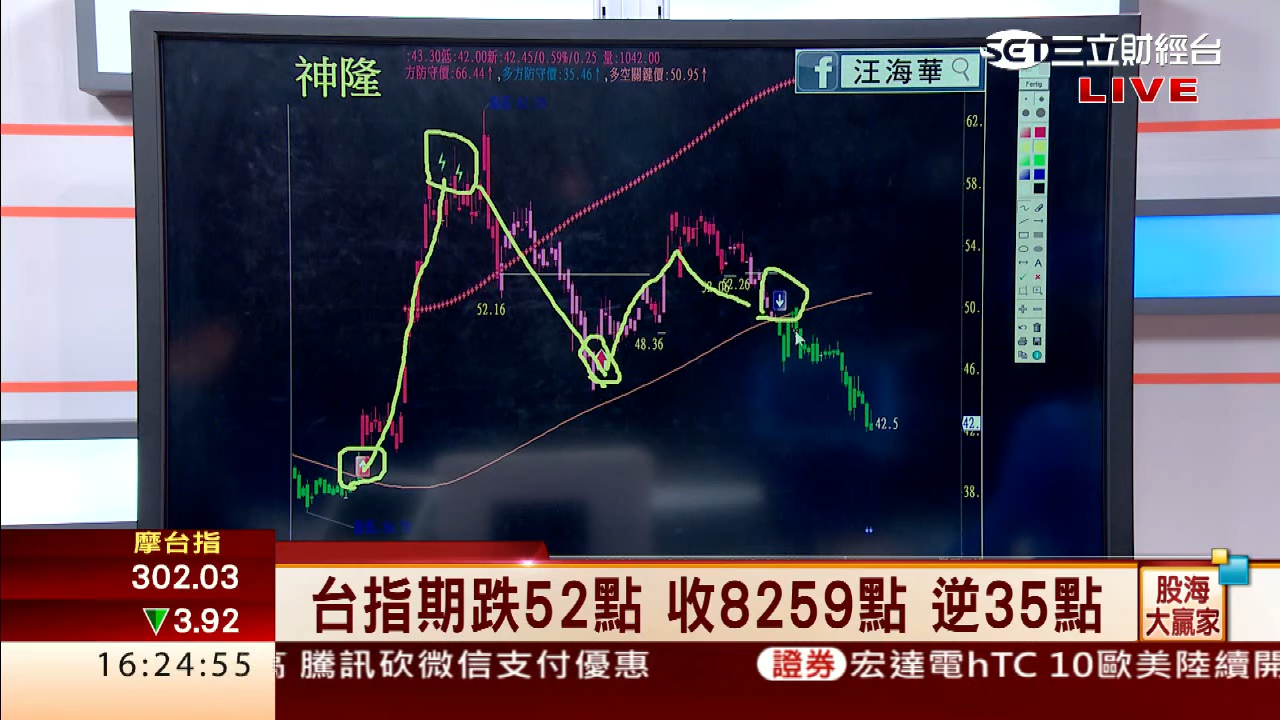 神隆
:43.30低:42.00新:42.45/0.59%/0.25 量:1042.00
方防守價:66.44↑,多方防守價:35.46↑,多空關鍵價:50.95↑
f 汪海華
SET三立財經台
LIVE
Fertig
62.
58.
54.
50.
46.
42.
38.
52.16
48.36
52.26
42.5
A
摩台指
302.03
▼3.92
16:24:55
台指期跌52點 收8259點 逆35點
股海
大贏家
騰訊砍微信支付優惠
證券 宏達電hTC 10歐美陸續開